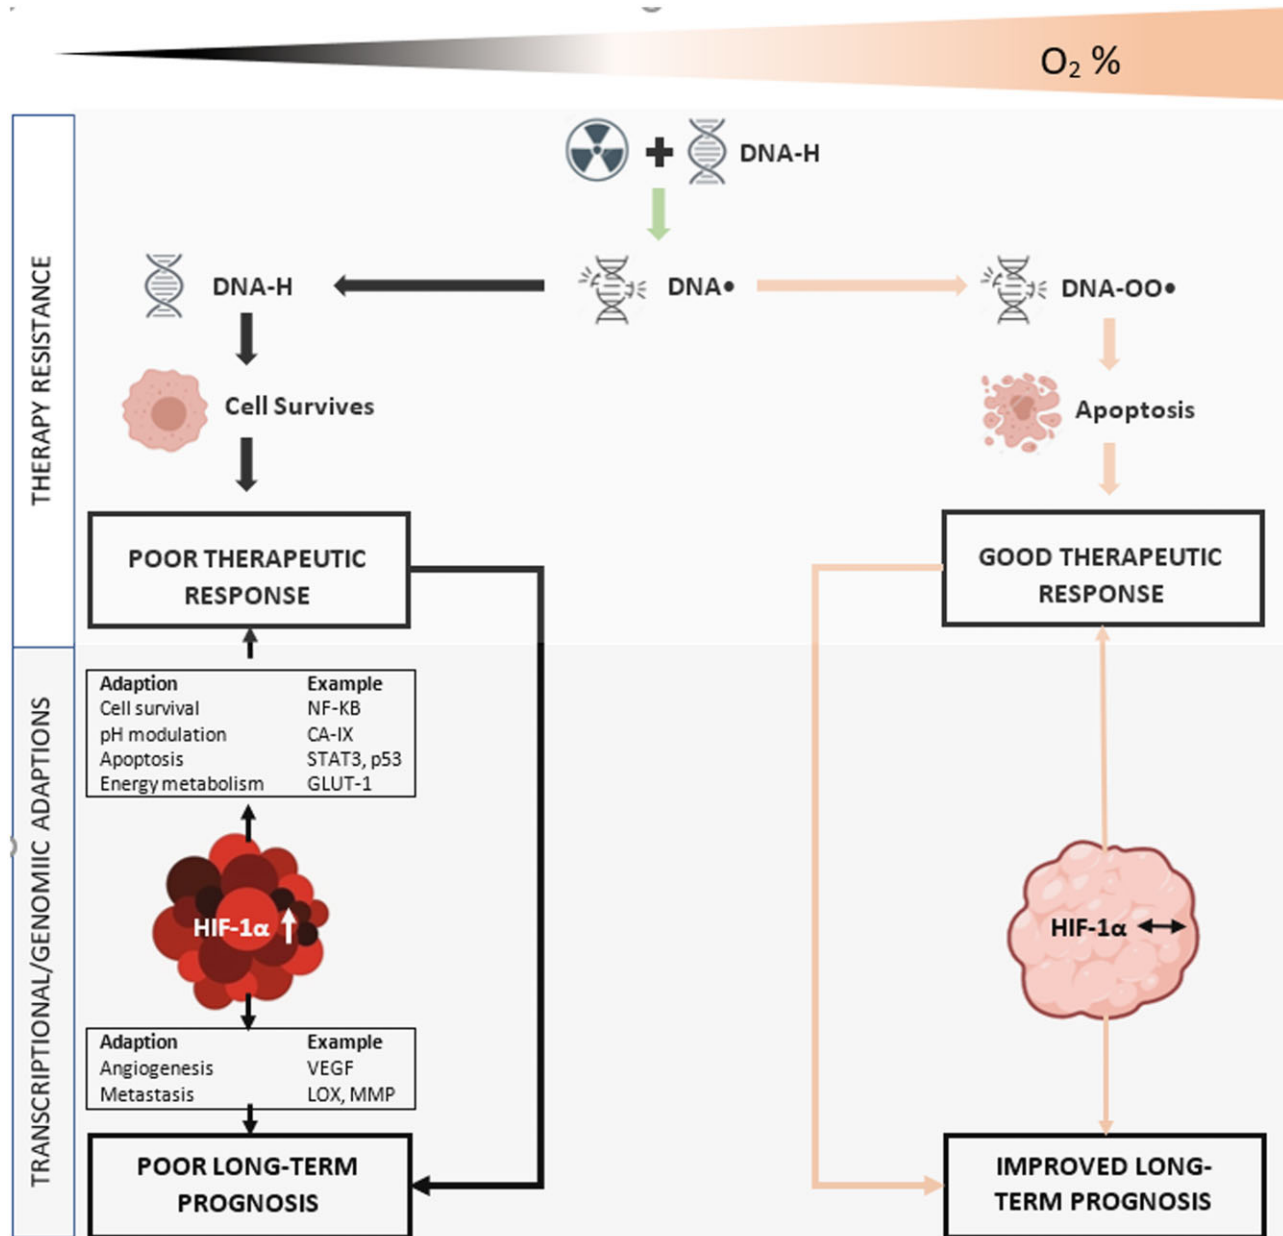 O₂ %
DNA-H
DNA-H
DNA•
DNA-OO•
Cell Survives
Apoptosis
THERAPY RESISTANCE
POOR THERAPEUTIC
RESPONSE
GOOD THERAPEUTIC
RESPONSE
TRANSCRIPTIONAL/GENOMIIC ADAPTIONS
Adaption Example
Cell survival NF-KB
pH modulation CA-IX
Apoptosis STAT3, p53
Energy metabolism GLUT-1
HIF-1α
HIF-1α
Adaption Example
Angiogenesis VEGF
Metastasis LOX, MMP
POOR LONG-TERM
PROGNOSIS
IMPROVED LONG-
TERM PROGNOSIS